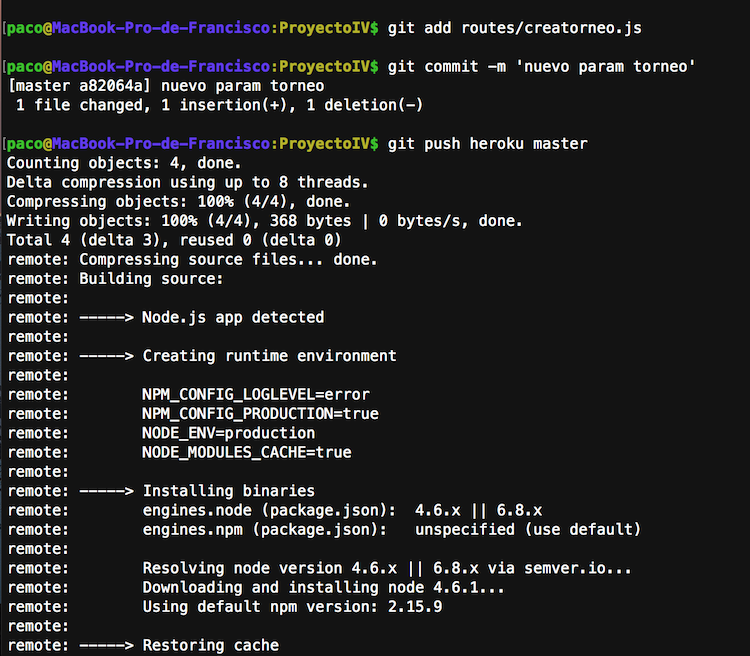 [paco@MacBook-Pro-de-Francisco:ProyectoIV$ git add routes/creatorneo.js
[paco@MacBook-Pro-de-Francisco:ProyectoIV$ git commit -m 'nuevo param torneo'
[master a82064a] nuevo param torneo
 1 file changed, 1 insertion(+), 1 deletion(-)
[paco@MacBook-Pro-de-Francisco:ProyectoIV$ git push heroku master
Counting objects: 4, done.
Delta compression using up to 8 threads.
Compressing objects: 100% (4/4), done.
Writing objects: 100% (4/4), 368 bytes | 0 bytes/s, done.
Total 4 (delta 3), reused 0 (delta 0)
remote: Compressing source files... done.
remote: Building source:
remote:
remote: -----> Node.js app detected
remote:
remote: -----> Creating runtime environment
remote:
remote:        NPM_CONFIG_LOGLEVEL=error
remote:        NPM_CONFIG_PRODUCTION=true
remote:        NODE_ENV=production
remote:        NODE_MODULES_CACHE=true
remote:
remote: -----> Installing binaries
remote:        engines.node (package.json):  4.6.x || 6.8.x
remote:        engines.npm (package.json):   unspecified (use default)
remote:
remote:        Resolving node version 4.6.x || 6.8.x via semver.io...
remote:        Downloading and installing node 4.6.1...
remote:        Using default npm version: 2.15.9
remote:
remote: -----> Restoring cache